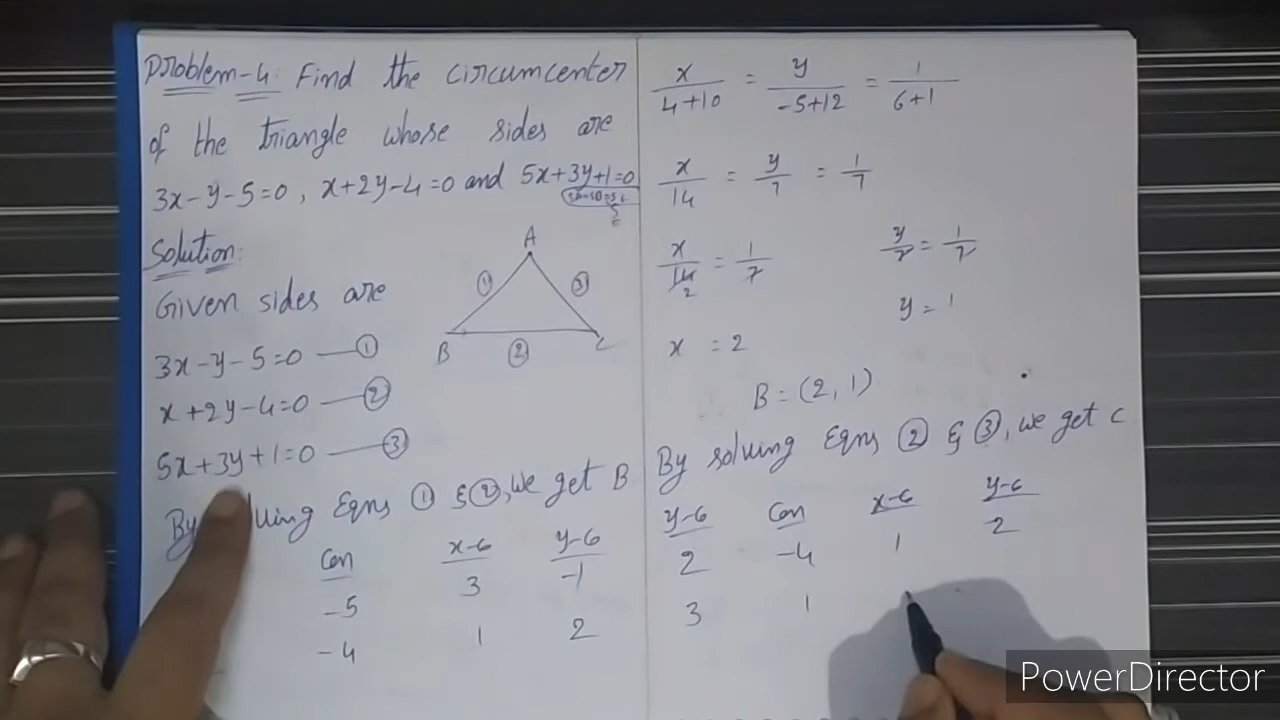 Problem-4: Find the circumcenter
of the triangle whose sides are
3x-y-5=0, x+2y-4=0 and 5x+3y+1=0
Solution:
Given sides are
A
① ③
B ② C
3x-y-5=0 — ①
x+2y-4=0 — ②
5x+3y+1=0 — ③
By solving Eqns ① & ②, we get B
Con x-c y-c
-5 3 -1
-4 1 2
x/(4+10) = y/(-5+12) = 1/(6+1)
x/14 = y/7 = 1/7
x/14 = 1/7 y/7 = 1/7
2
x = 2 y = 1
B = (2, 1)
By solving Eqns ② & ③, we get C
y-c Con x-c y-c
2 -4 1 2
3 1
PowerDirector